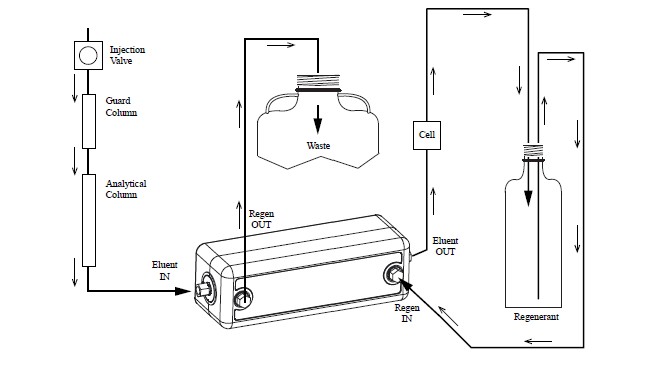 Injection
Valve
Guard
Column
Analytical
Column
Eluent
IN
Regen
OUT
Waste
Cell
Eluent
OUT
Regen
IN
Regenerant